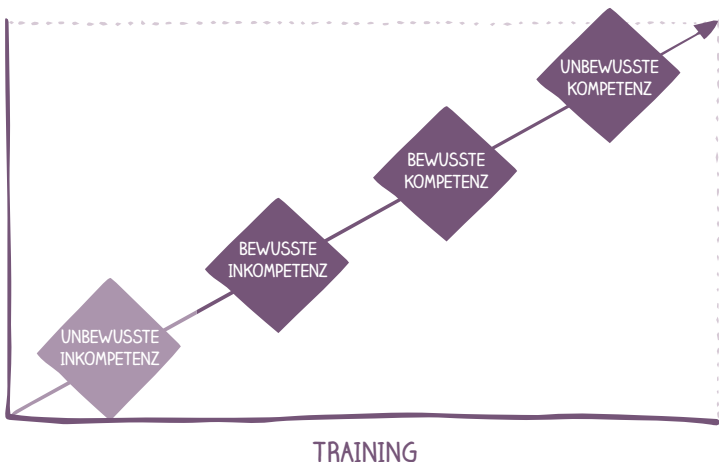 UNBEWUSSTE
KOMPETENZ
BEWUSSTE
KOMPETENZ
BEWUSSTE
INKOMPETENZ
UNBEWUSSTE
INKOMPETENZ
TRAINING